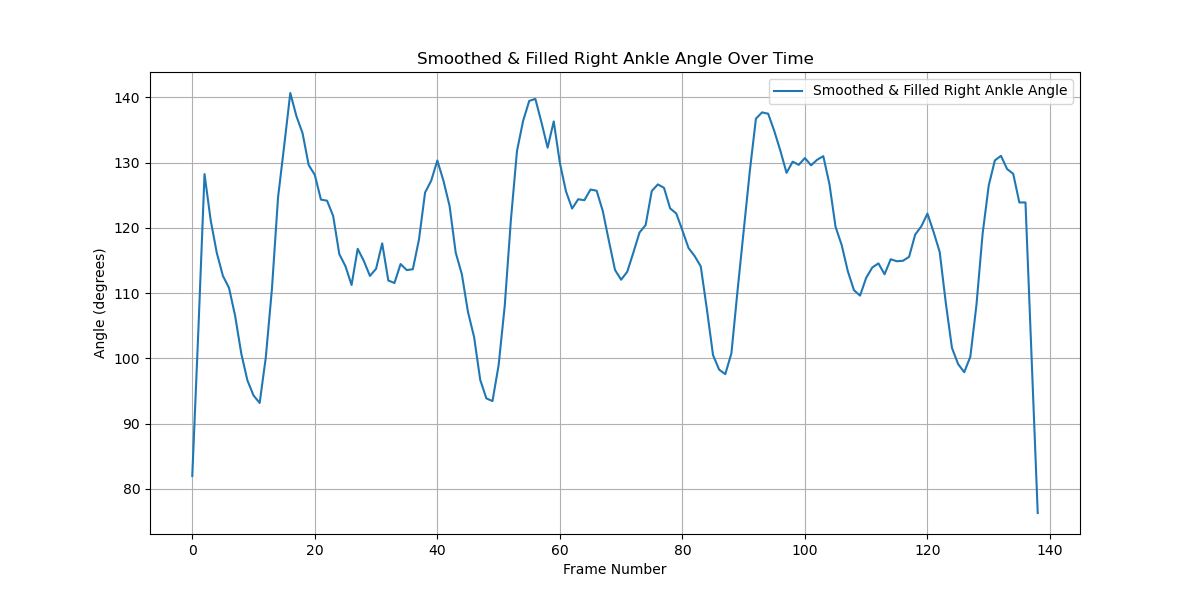 Smoothed & Filled Right Ankle Angle Over Time
Smoothed & Filled Right Ankle Angle
Angle (degrees)
140
130
120
110
100
90
80
0 20 40 60 80 100 120 140
Frame Number